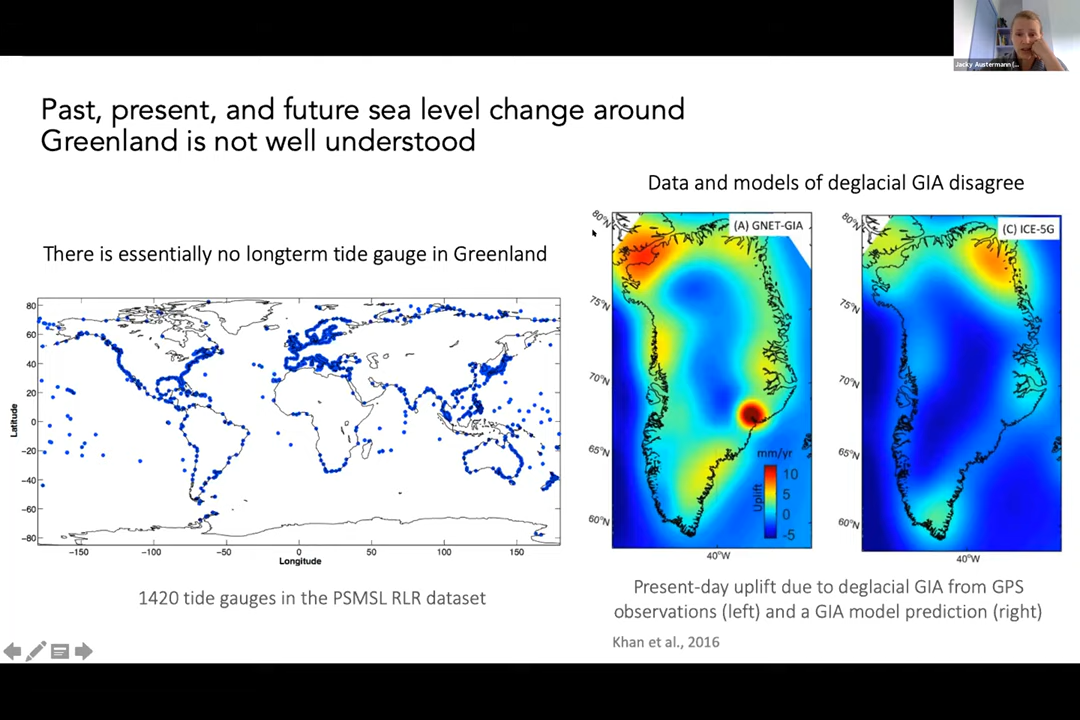 Jacky Austermann (...
Past, present, and future sea level change around
Greenland is not well understood
Data and models of deglacial GIA disagree
There is essentially no longterm tide gauge in Greenland
80
60
40
20
0
−20
−40
−60
−80
Latitude
−150
−100
−50
0
50
100
150
Longitude
1420 tide gauges in the PSMSL RLR dataset
(A) GNET-GIA
80°N
75°N
70°N
65°N
60°N
40°W
mm/yr
Uplift
10
5
0
-5
(C) ICE-5G
80°N
75°N
70°N
65°N
60°N
40°W
Present-day uplift due to deglacial GIA from GPS
observations (left) and a GIA model prediction (right)
Khan et al., 2016